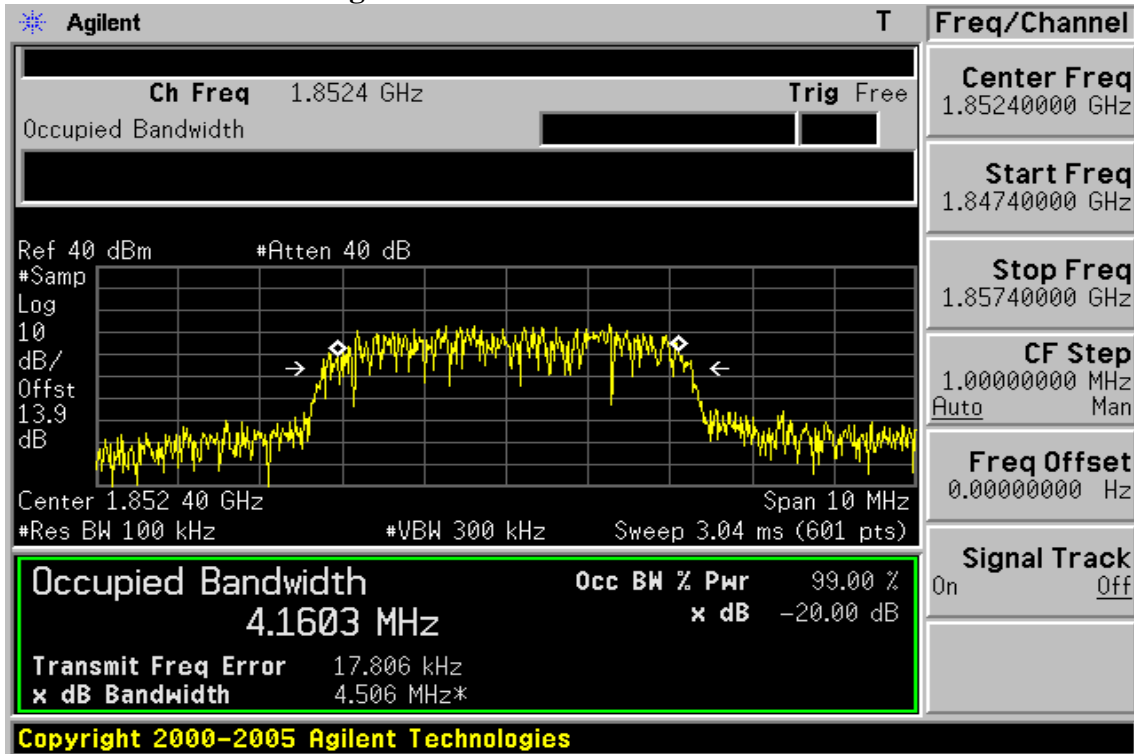 Agilent T
Ch Freq 1.8524 GHz Trig Free
Occupied Bandwidth
Ref 40 dBm #Atten 40 dB
#Samp
Log
10
dB/
Offst
13.9
dB
Center 1.852 40 GHz Span 10 MHz
#Res BW 100 kHz #VBW 300 kHz Sweep 3.04 ms (601 pts)
Occupied Bandwidth
4.1603 MHz
Occ BW % Pwr 99.00 %
x dB -20.00 dB
Transmit Freq Error 17.806 kHz
x dB Bandwidth 4.506 MHz*
Copyright 2000-2005 Agilent Technologies
Freq/Channel
Center Freq
1.85240000 GHz
Start Freq
1.84740000 GHz
Stop Freq
1.85740000 GHz
CF Step
1.00000000 MHz
Auto Man
Freq Offset
0.00000000 Hz
Signal Track
On Off